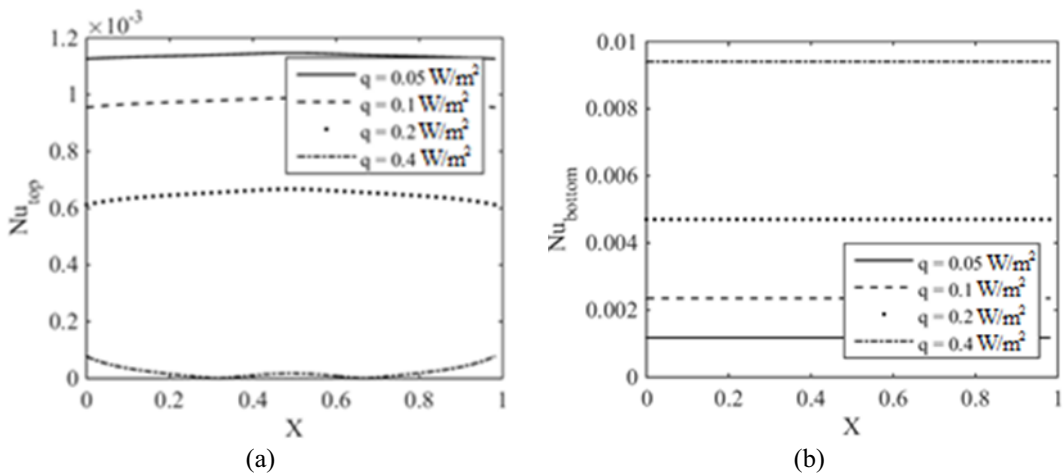 ×10⁻³
1.2
1
0.8
0.6
0.4
0.2
0
Nu_top
q = 0.05 W/m²
q = 0.1 W/m²
q = 0.2 W/m²
q = 0.4 W/m²
0 0.2 0.4 0.6 0.8 1
X
(a)
0.01
0.008
0.006
0.004
0.002
0
Nu_bottom
q = 0.05 W/m²
q = 0.1 W/m²
q = 0.2 W/m²
q = 0.4 W/m²
0 0.2 0.4 0.6 0.8 1
X
(b)